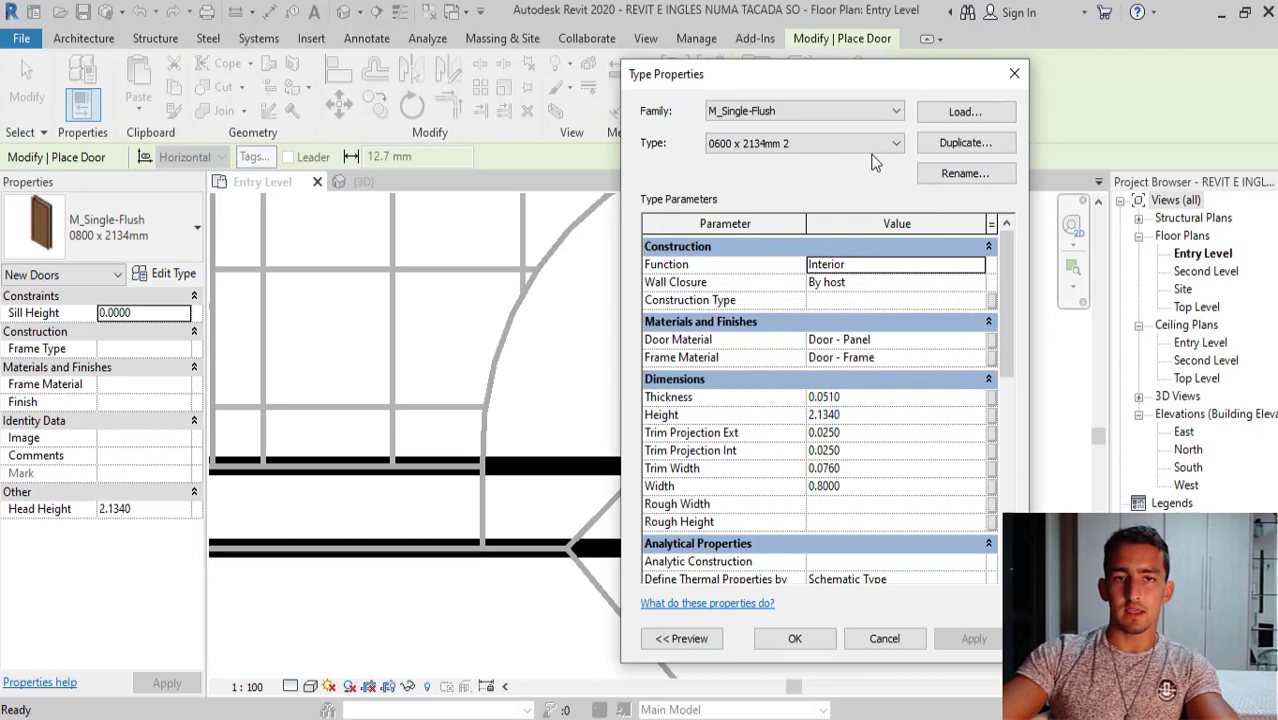 Autodesk Revit 2020 - REVIT E INGLES NUMA TACADA SO - Floor Plan: Entry Level
Sign In
File Architecture Structure Steel Systems Insert Annotate Analyze Massing & Site Collaborate View Manage Add-Ins Modify | Place Door
Modify
Paste
Cope
Cut
Join
Select Properties Clipboard Geometry Modify View
Modify | Place Door Horizontal Tags... Leader 12.7 mm
Properties
M_Single-Flush
0800 x 2134mm
New Doors Edit Type
Constraints
Sill Height 0.0000
Construction
Frame Type
Materials and Finishes
Frame Material
Finish
Identity Data
Image
Comments
Mark
Other
Head Height 2.1340
Properties help Apply
Entry Level {3D}
Type Properties
Family: M_Single-Flush Load...
Type: 0600 x 2134mm 2 Duplicate...
Rename...
Type Parameters
Parameter Value =
Construction
Function Interior
Wall Closure By host
Construction Type
Materials and Finishes
Door Material Door - Panel
Frame Material Door - Frame
Dimensions
Thickness 0.0510
Height 2.1340
Trim Projection Ext 0.0250
Trim Projection Int 0.0250
Trim Width 0.0760
Width 0.8000
Rough Width
Rough Height
Analytical Properties
Analytic Construction
Define Thermal Properties by Schematic Type
What do these properties do?
<< Preview OK Cancel Apply
2D
Project Browser - REVIT E INGL...
Views (all)
Structural Plans
Floor Plans
Entry Level
Second Level
Site
Top Level
Ceiling Plans
Entry Level
Second Level
Top Level
3D Views
Elevations (Building Eleva
East
North
South
West
Legends
1 : 100
Ready :0 Main Model